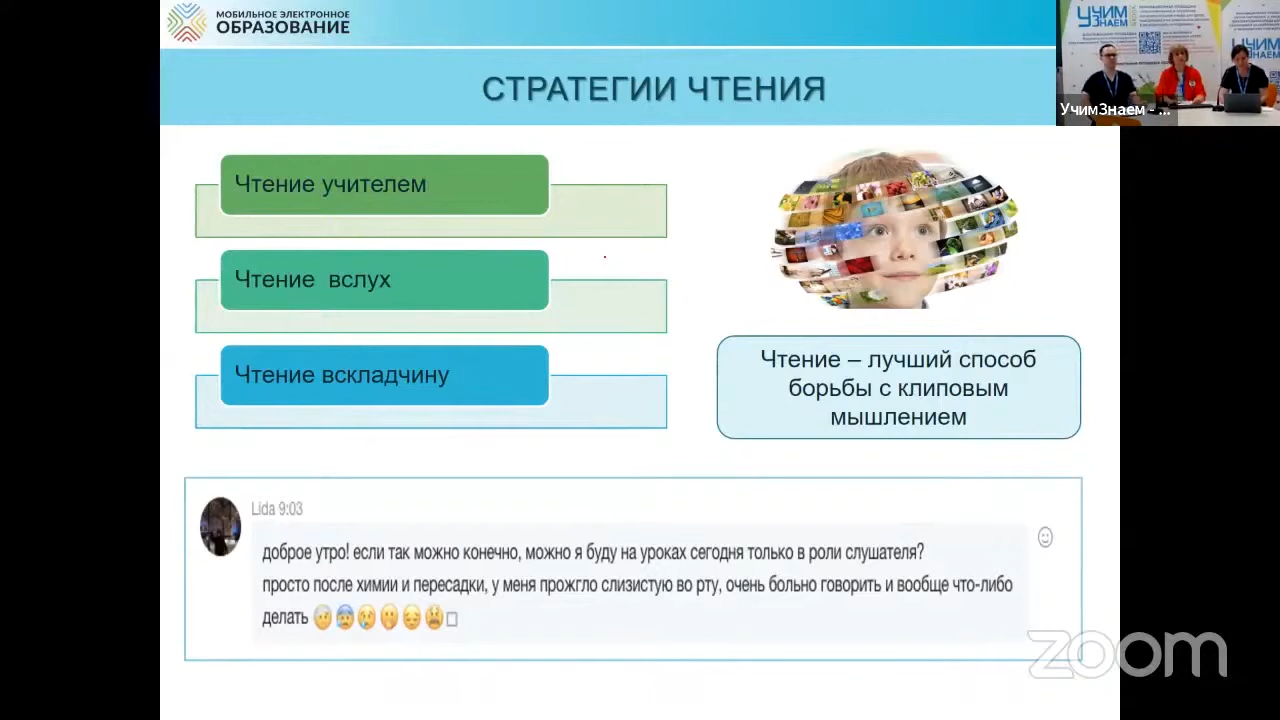 МОБИЛЬНОЕ ЭЛЕКТРОННОЕ
ОБРАЗОВАНИЕ
СТРАТЕГИИ ЧТЕНИЯ
УЧИМ
ЗНАЕМ
УчимЗнаем - ...
Чтение учителем
Чтение вслух
Чтение вскладчину
Чтение – лучший способ
борьбы с клиповым
мышлением
Lida 9:03
доброе утро! если так можно конечно, можно я буду на уроках сегодня только в роли слушателя?
просто после химии и пересадки, у меня прожгло слизистую во рту, очень больно говорить и вообще что-либо
делать
zoom